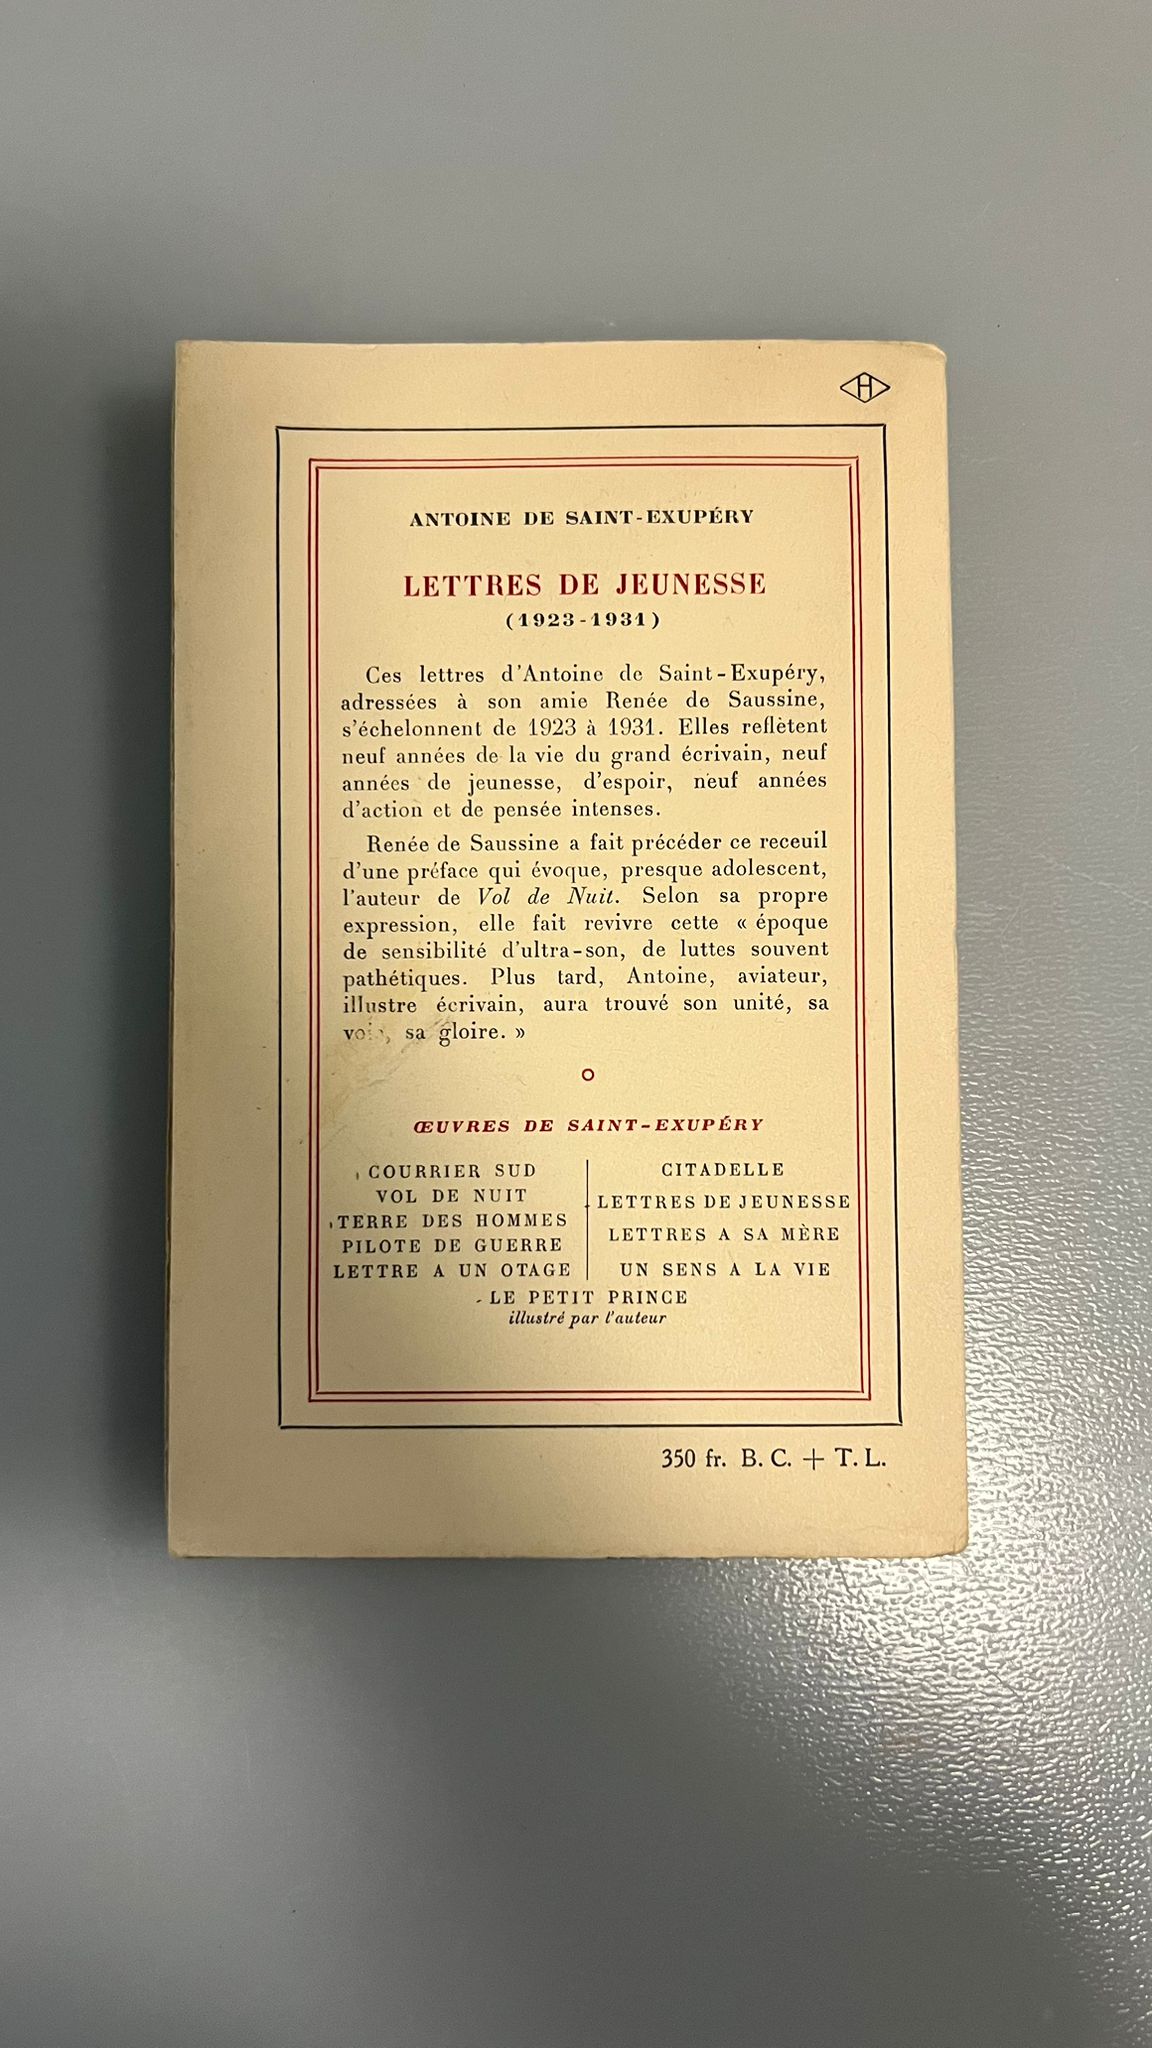 H
ANTOINE DE SAINT-EXUPÉRY
LETTRES DE JEUNESSE
(1923-1931)
Ces lettres d'Antoine de Saint-Exupéry,
adressées à son amie Renée de Saussine,
s'échelonnent de 1923 à 1931. Elles reflètent
neuf années de la vie du grand écrivain, neuf
années de jeunesse, d'espoir, neuf années
d'action et de pensée intenses.
Renée de Saussine a fait précéder ce receuil
d'une préface qui évoque, presque adolescent,
l'auteur de Vol de Nuit. Selon sa propre
expression, elle fait revivre cette « époque
de sensibilité d'ultra-son, de luttes souvent
pathétiques. Plus tard, Antoine, aviateur,
illustre écrivain, aura trouvé son unité, sa
sa gloire. »
ŒUVRES DE SAINT-EXUPÉRY
COURRIER SUD
VOL DE NUIT
TERRE DES HOMMES
PILOTE DE GUERRE
LETTRE A UN OTAGE
CITADELLE
LETTRES DE JEUNESSE
LETTRES A SA MÈRE
UN SENS A LA VIE
LE PETIT PRINCE
illustré par l'auteur
350 fr. B. C. + T. L.